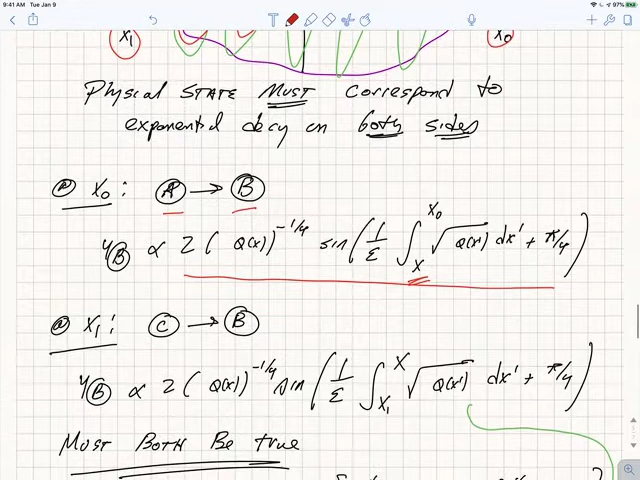 9:41 AM Tue Jan 9
97%
X₁ X₀
Physical STATE MUST correspond to
exponential decay on both sides
@ X₀ : Ⓐ → Ⓑ
yⒷ ∝ 2 ( Q(x) )^(-1/4) sin( 1/ε ∫_X^X₀ √Q(x') dx' + π/4 )
@ X₁ : Ⓒ → Ⓑ
yⒷ ∝ 2 ( Q(x) )^(-1/4) sin( 1/ε ∫_X₁^X √Q(x') dx' + π/4 )
Must Both Be true